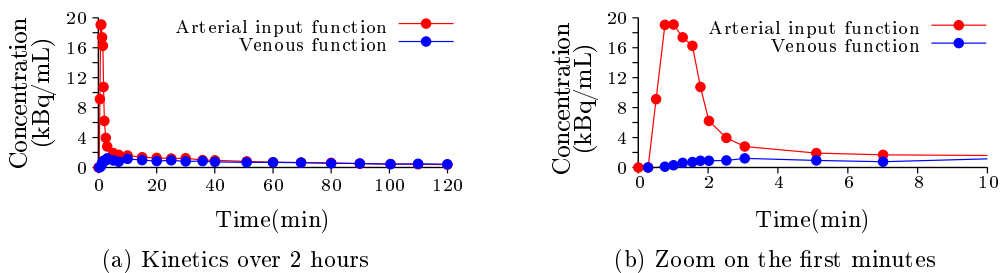 Concentration
(kBq/mL)
20
16
12
8
4
0
Arterial input function
Venous function
0 20 40 60 80 100 120
Time(min)
(a) Kinetics over 2 hours
Concentration
(kBq/mL)
20
16
12
8
4
0
Arterial input function
Venous function
0 2 4 6 8 10
Time(min)
(b) Zoom on the first minutes